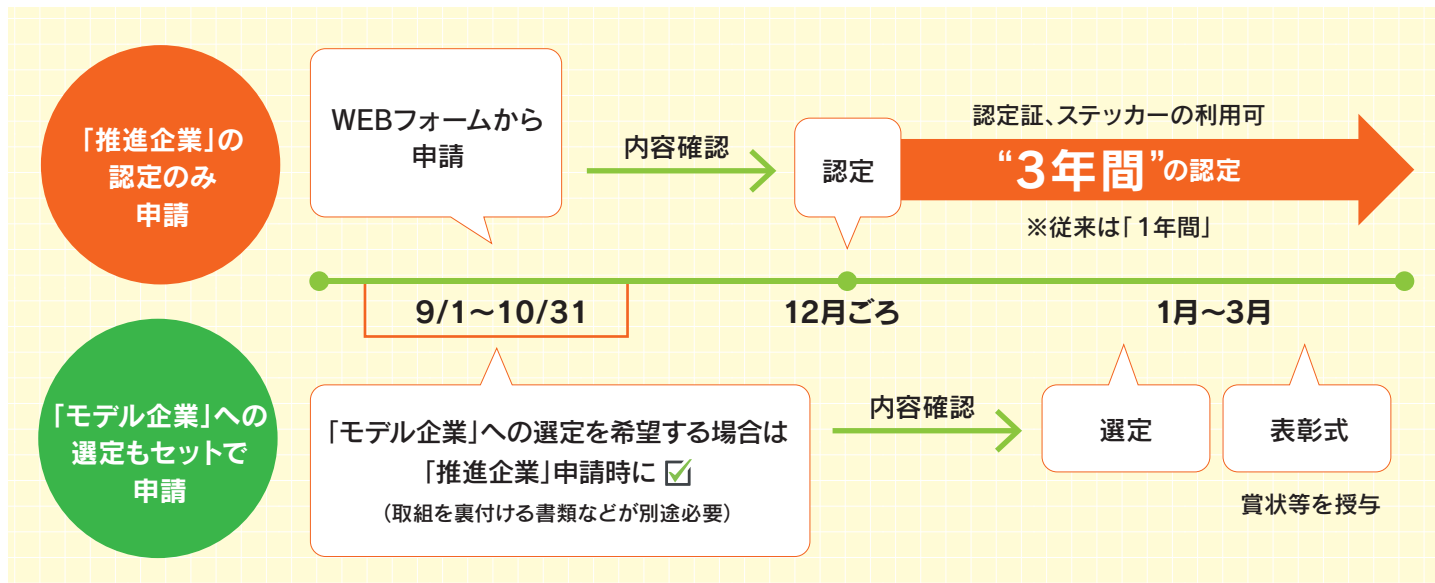 「推進企業」の
認定のみ
申請
WEBフォームから
申請
内容確認
認定
認定証、ステッカーの利用可
“3年間”の認定
※従来は「1年間」
9/1〜10/31
12月ごろ
1月〜3月
「モデル企業」への
選定もセットで
申請
「モデル企業」への選定を希望する場合は
「推進企業」申請時に☑
（取組を裏付ける書類などが別途必要）
内容確認
選定
表彰式
賞状等を授与